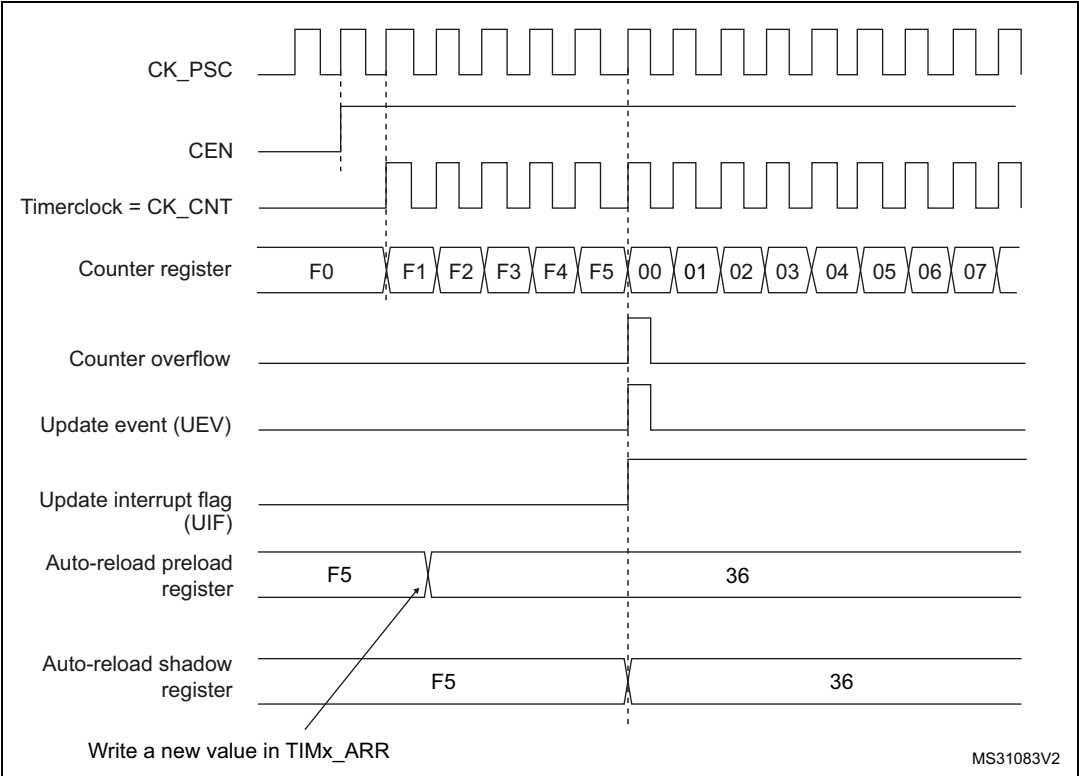 CK_PSC
CEN
Timerclock = CK_CNT
Counter register F0 F1 F2 F3 F4 F5 00 01 02 03 04 05 06 07
Counter overflow
Update event (UEV)
Update interrupt flag
(UIF)
Auto-reload preload
register
F5 36
Auto-reload shadow
register
F5 36
Write a new value in TIMx_ARR
MS31083V2